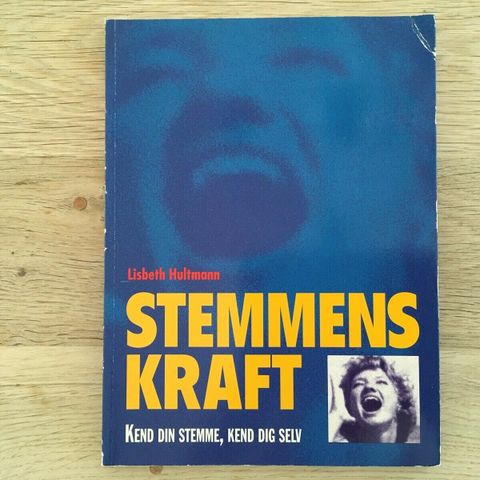 Lisbeth Hultmann
STEMMENS
KRAFT
KEND DIN STEMME, KEND DIG SELV